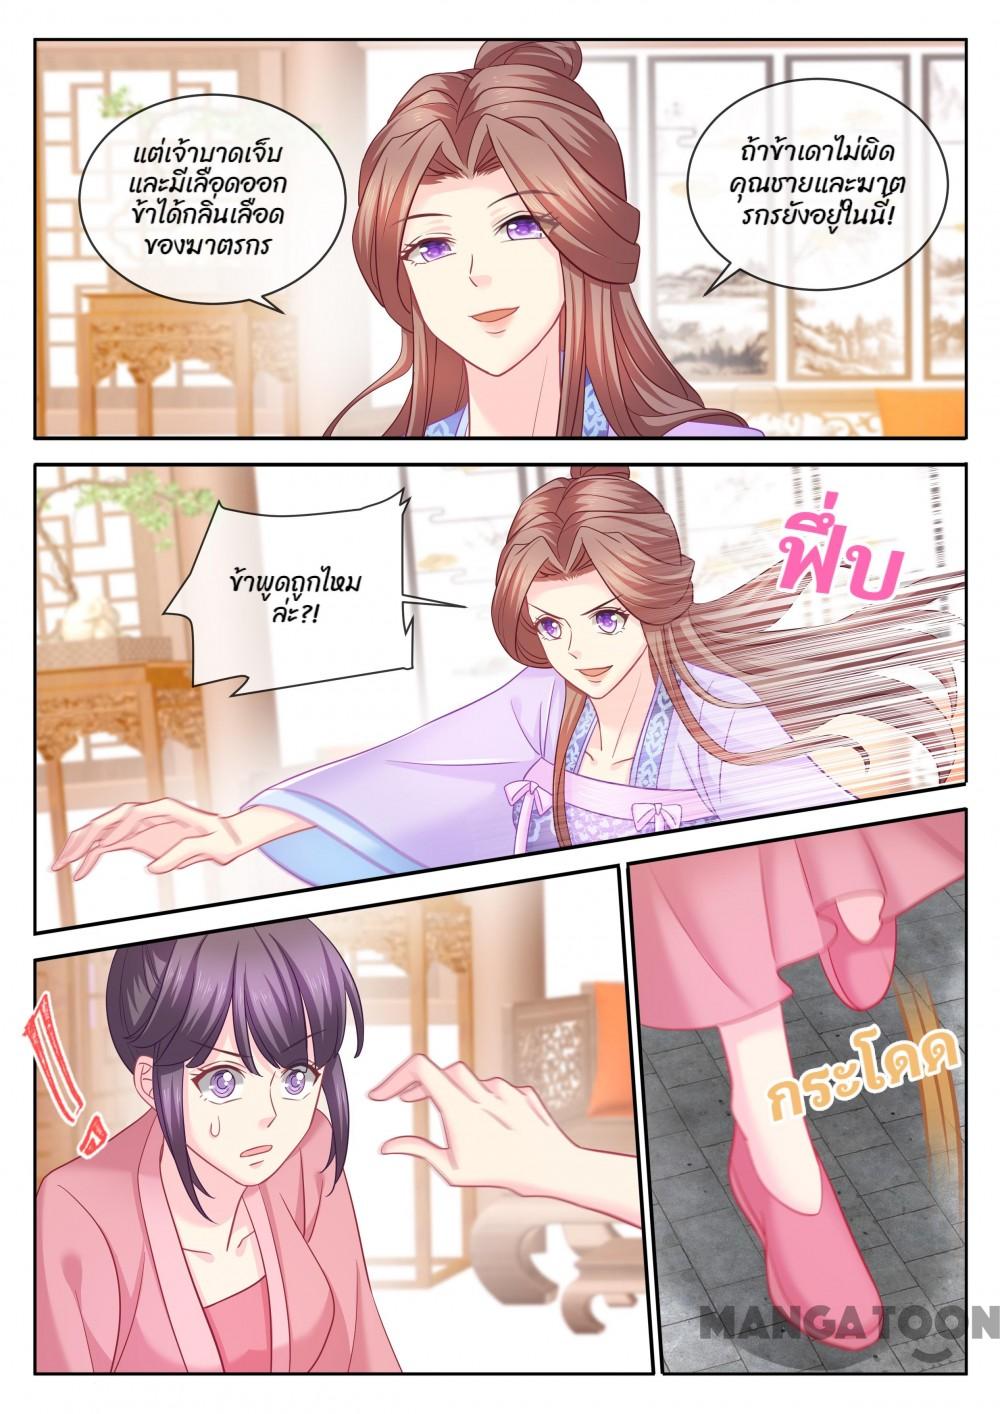 แต่เจ้าบาดเจ็บ
และมีเลือดออก
ข้าได้กลิ่นเลือด
ของฆาตรกร
ถ้าข้าเดาไม่ผิด
คุณชายและฆาต
รกรยังอยู่ในนี้!
ข้าพูดถูกไหม
ล่ะ?!
ฟึ่บ
!
กระโดด
MANGATOON